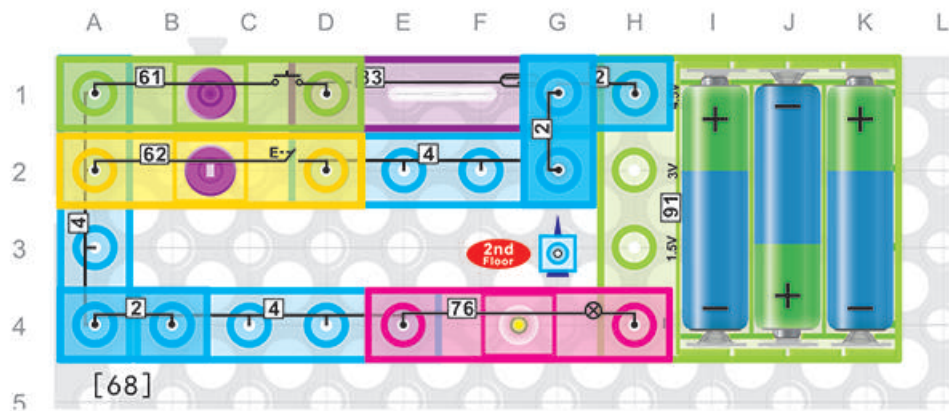 A B C D E F G H I J K L
1 61 2
+ − +
2 62 E 4 2 3V
91
3 4 2nd 1.5V
Floor
4 2 4 76
− + −
[68]
5